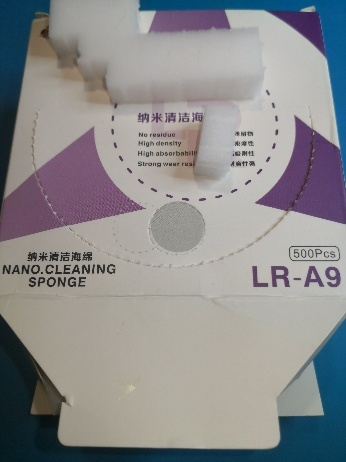 纳米清洁海
No residue
High density
High absorbabili
Strong wear res
纳米清洁海绵
NANO.CLEANING
SPONGE
500Pcs
LR-A9